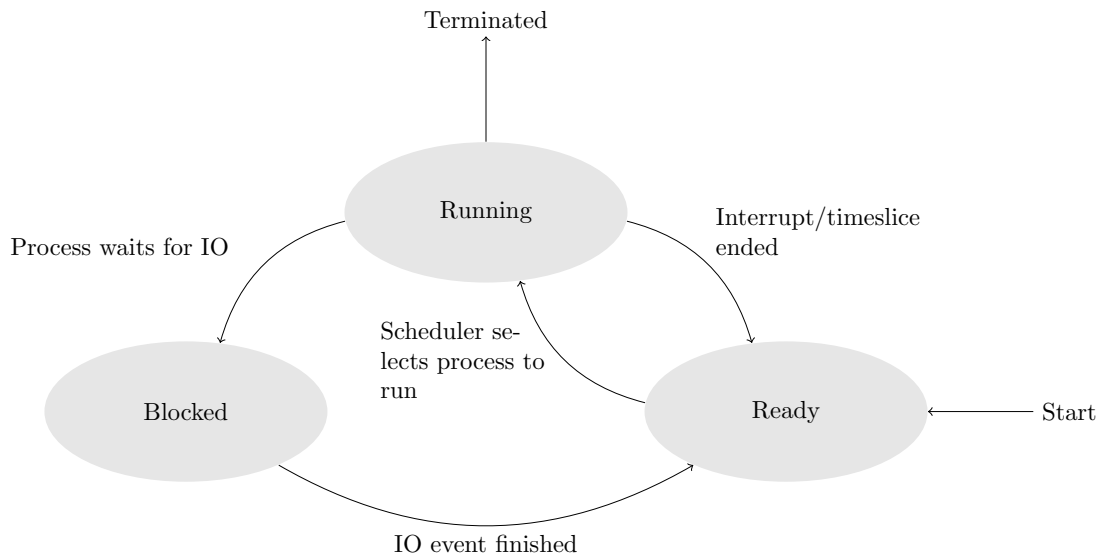 Terminated
Running
Interrupt/timeslice
ended
Process waits for IO
Scheduler se-
lects process to
run
Blocked
Ready
Start
IO event finished